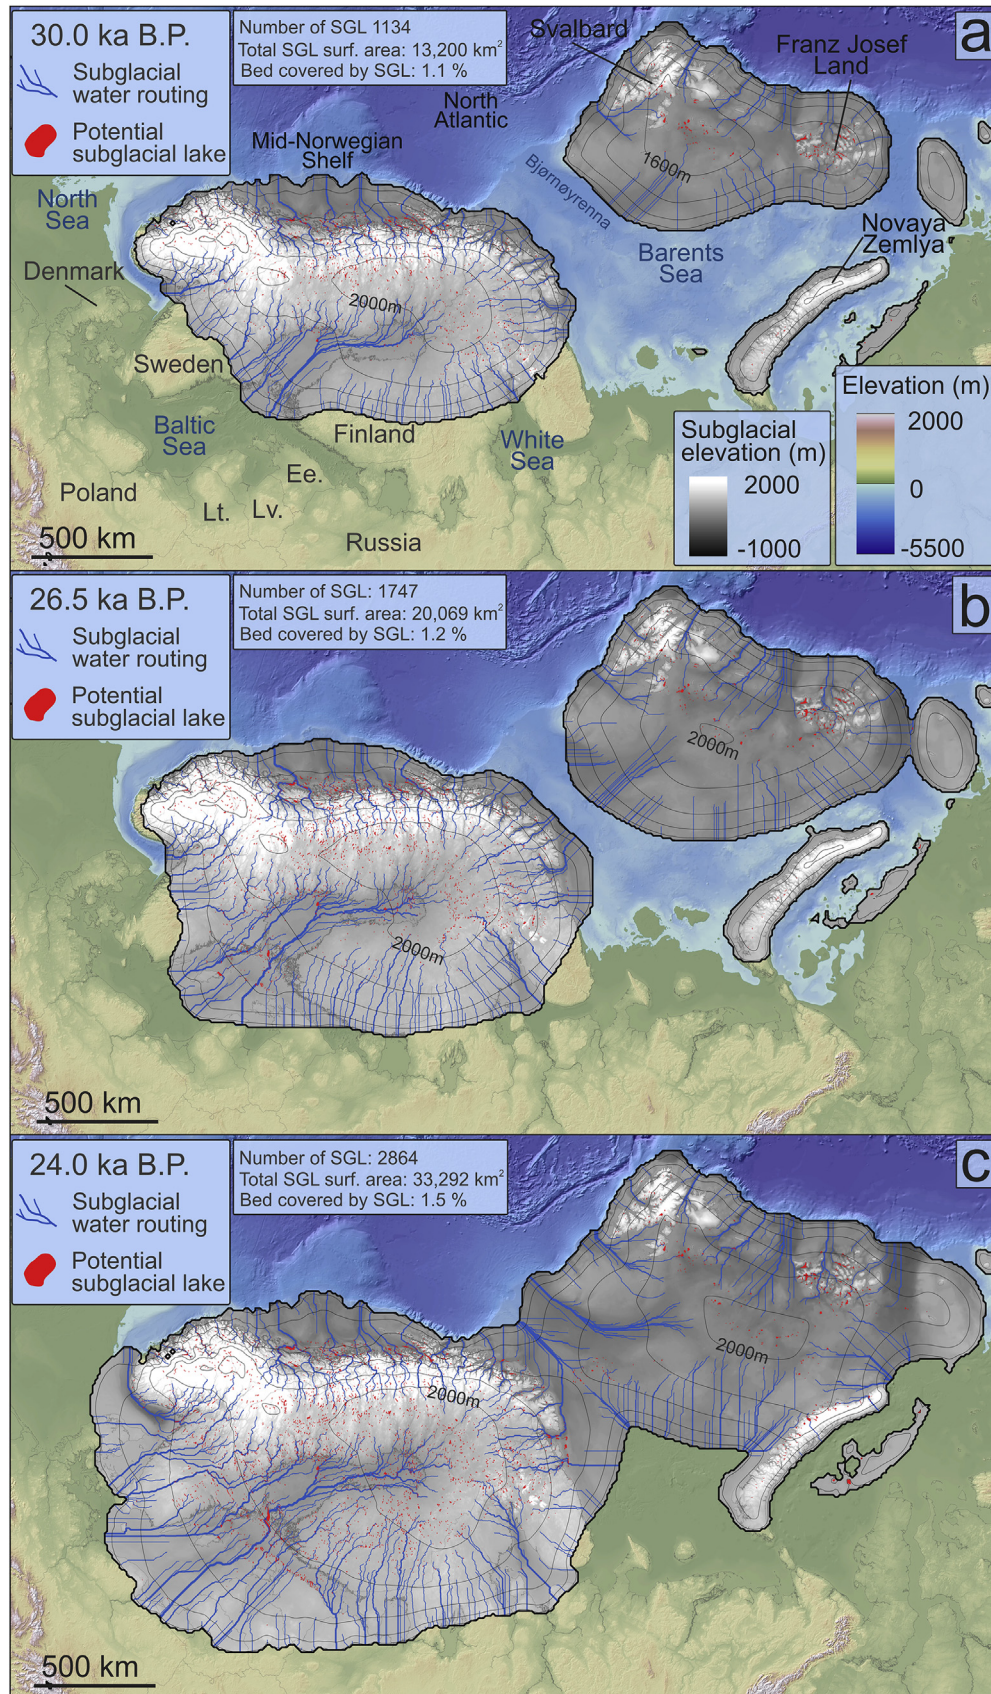 30.0 ka B.P.
Subglacial
water routing
Potential
subglacial lake
Number of SGL 1134
Total SGL surf. area: 13,200 km²
Bed covered by SGL: 1.1 %
a
Svalbard
Franz Josef
Land
North
Atlantic
Mid-Norwegian
Shelf
1600m
Bjørnøyrenna
North
Sea
Novaya
Zemlya
Barents
Sea
Denmark
2000m
Sweden
Baltic
Sea
Finland
White
Sea
Ee.
Poland
Lt.
Lv.
Russia
500 km
Subglacial
elevation (m)
2000
-1000
Elevation (m)
2000
0
-5500
26.5 ka B.P.
Subglacial
water routing
Potential
subglacial lake
Number of SGL: 1747
Total SGL surf. area: 20,069 km²
Bed covered by SGL: 1.2 %
b
2000m
2000m
500 km
24.0 ka B.P.
Subglacial
water routing
Potential
subglacial lake
Number of SGL: 2864
Total SGL surf. area: 33,292 km²
Bed covered by SGL: 1.5 %
c
2000m
2000m
500 km